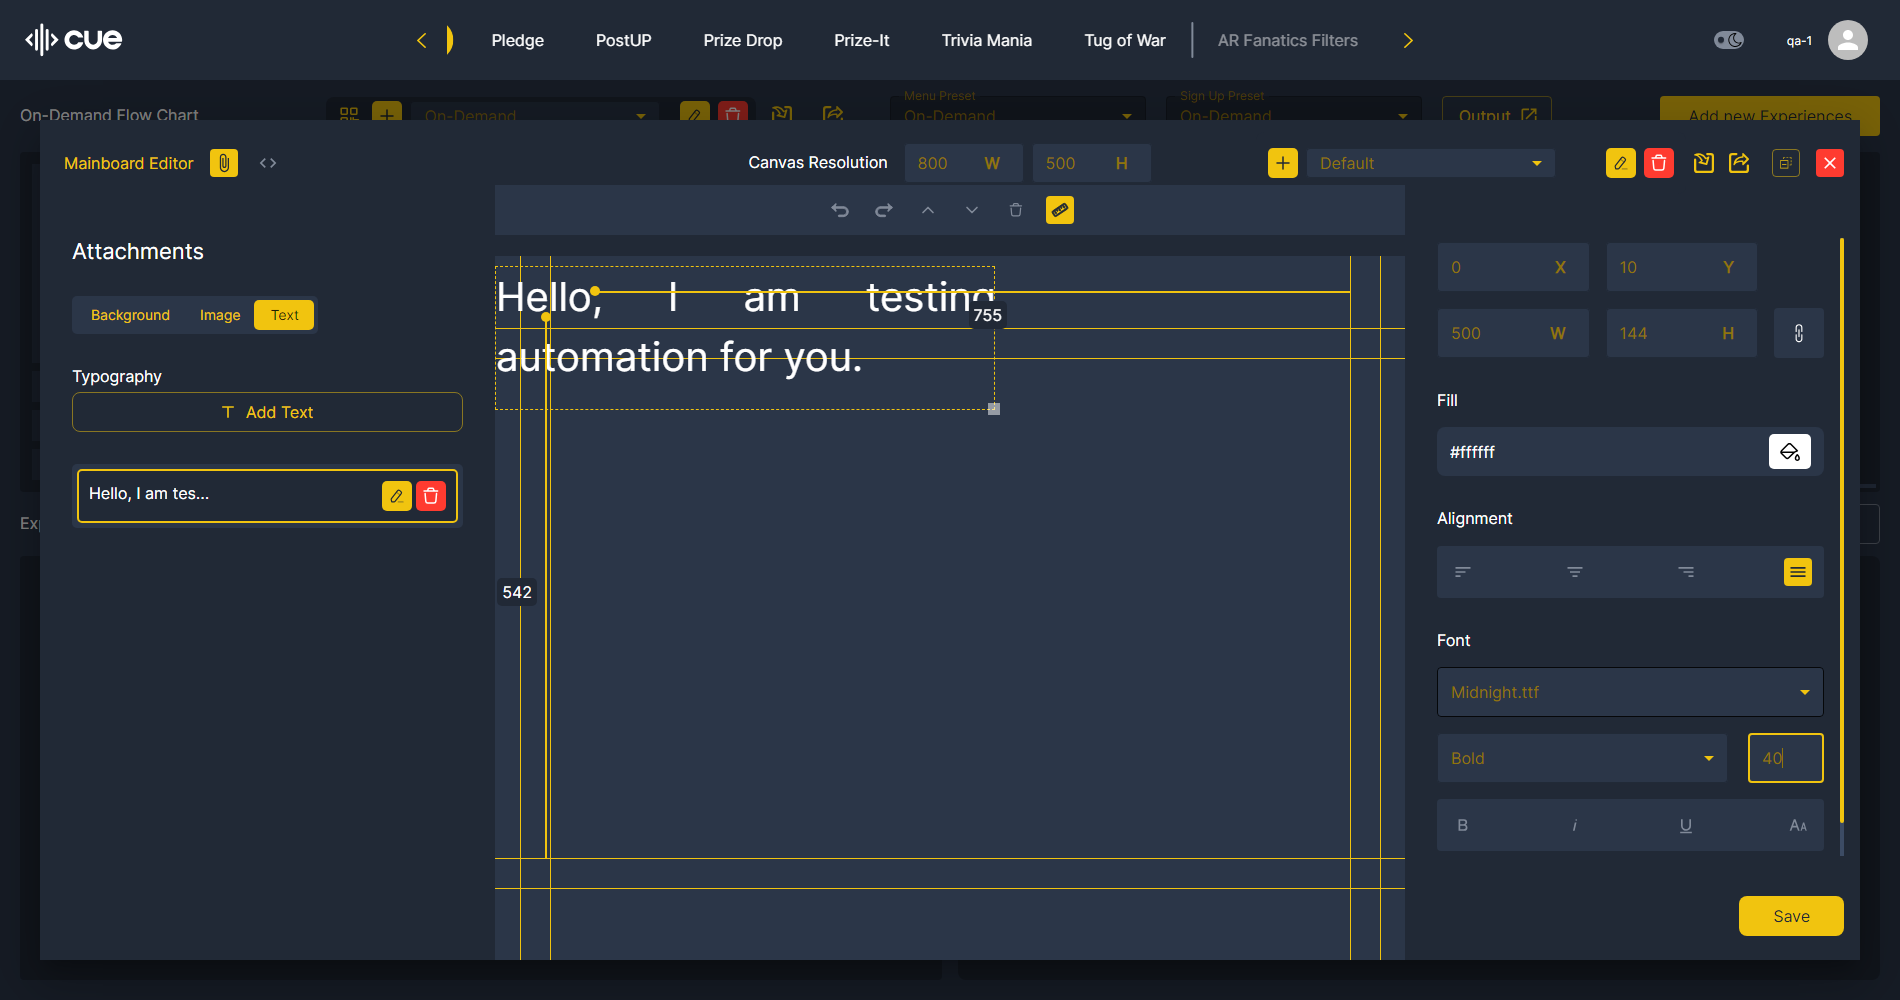 cue
Pledge
PostUP
Prize Drop
Prize-It
Trivia Mania
Tug of War
AR Fanatics Filters
qa-1
On-Demand Flow Chart
On-Demand
Menu Preset
On-Demand
Sign Up Preset
On-Demand
Output
Add new Experiences
Mainboard Editor
Canvas Resolution
800 W
500 H
Default
Attachments
Background
Image
Text
Typography
Add Text
Hello, I am tes...
Hello, I am testing
automation for you.
755
542
0 X
10 Y
500 W
144 H
Fill
#ffffff
Alignment
Font
Midnight.ttf
Bold
40
B
i
U
AA
Save